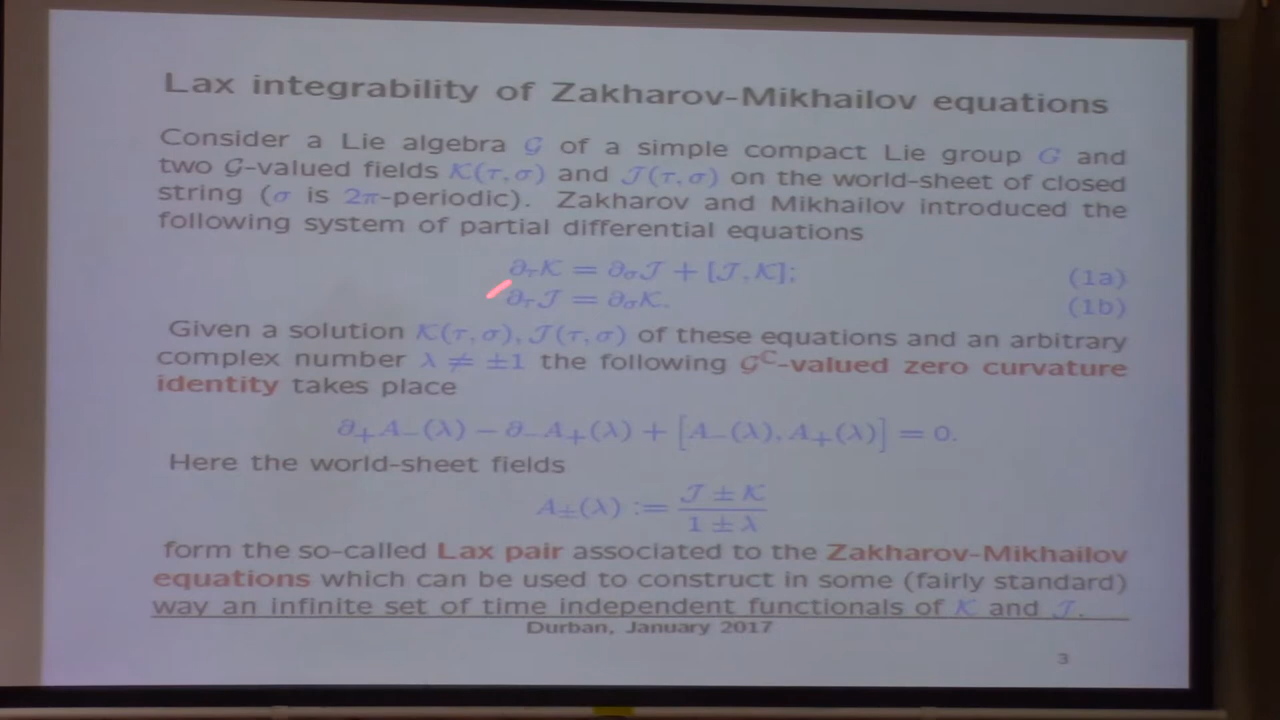 Lax integrability of Zakharov-Mikhailov equations
Consider a Lie algebra 𝒢 of a simple compact Lie group G and
two 𝒢-valued fields 𝒦(τ, σ) and 𝒥(τ, σ) on the world-sheet of closed
string (σ is 2π-periodic). Zakharov and Mikhailov introduced the
following system of partial differential equations
∂_τ𝒦 = ∂_σ𝒥 + [𝒥, 𝒦]; (1a)
∂_τ𝒥 = ∂_σ𝒦. (1b)
Given a solution 𝒦(τ, σ), 𝒥(τ, σ) of these equations and an arbitrary
complex number λ ≠ ±1 the following 𝒢^ℂ-valued zero curvature
identity takes place
∂₊A₋(λ) − ∂₋A₊(λ) + [A₋(λ), A₊(λ)] = 0.
Here the world-sheet fields
A±(λ) := (𝒥 ± 𝒦)/(1 ± λ)
form the so-called Lax pair associated to the Zakharov-Mikhailov
equations which can be used to construct in some (fairly standard)
way an infinite set of time independent functionals of 𝒦 and 𝒥.
Durban, January 2017
3